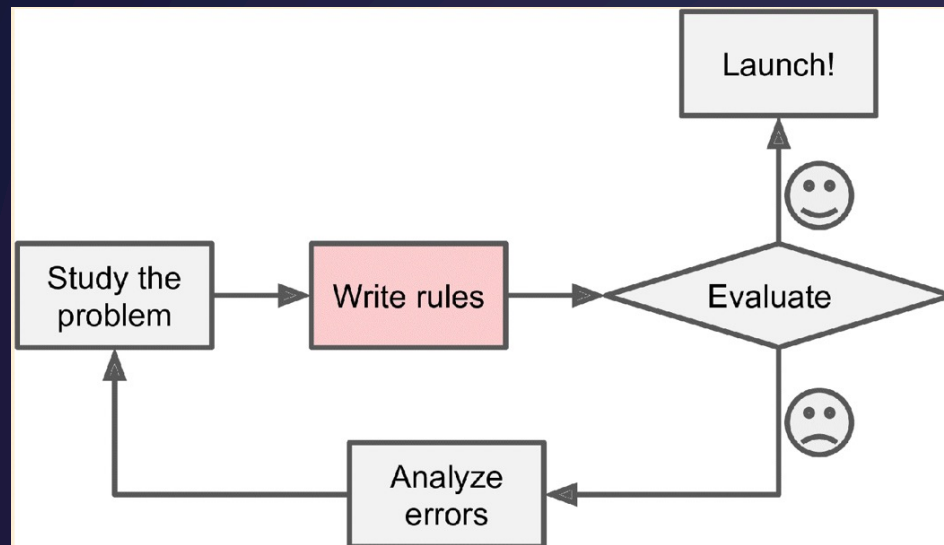 Launch!
Study the
problem
Write rules
Evaluate
Analyze
errors